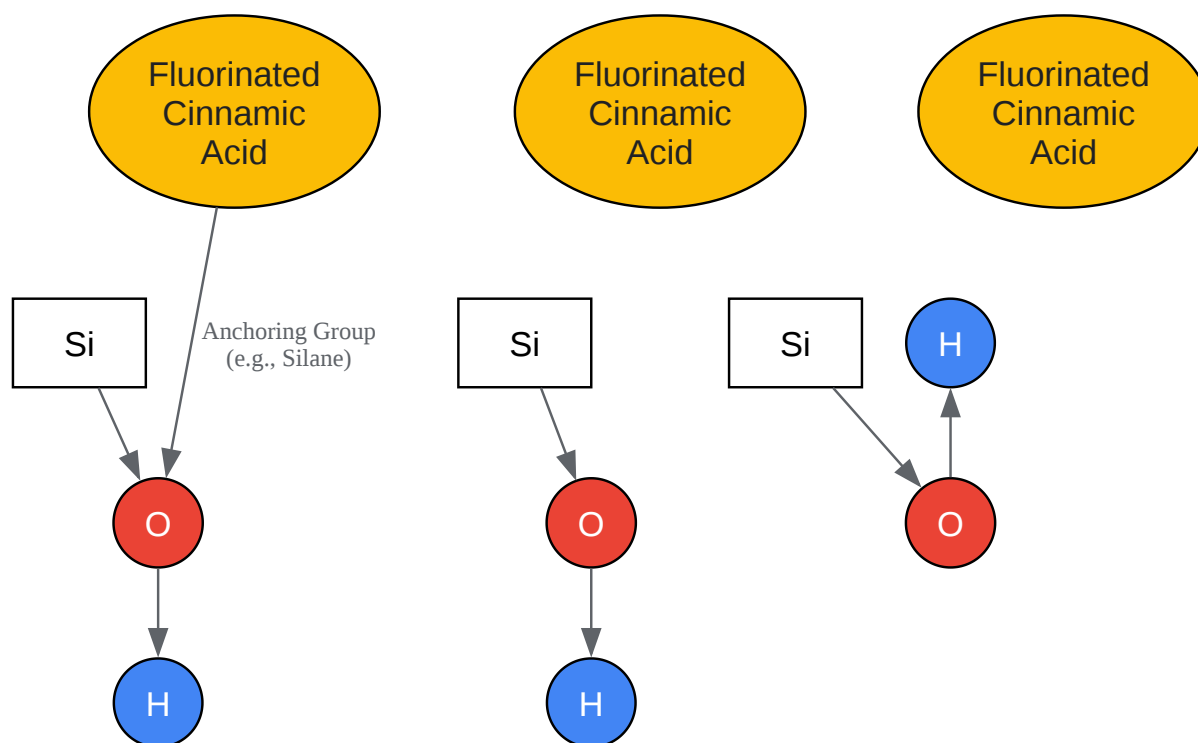 Fluorinated
Cinnamic
Acid
Fluorinated
Cinnamic
Acid
Fluorinated
Cinnamic
Acid
Si
Anchoring Group
(e.g., Silane)
Si
Si
H
O
O
O
H
H